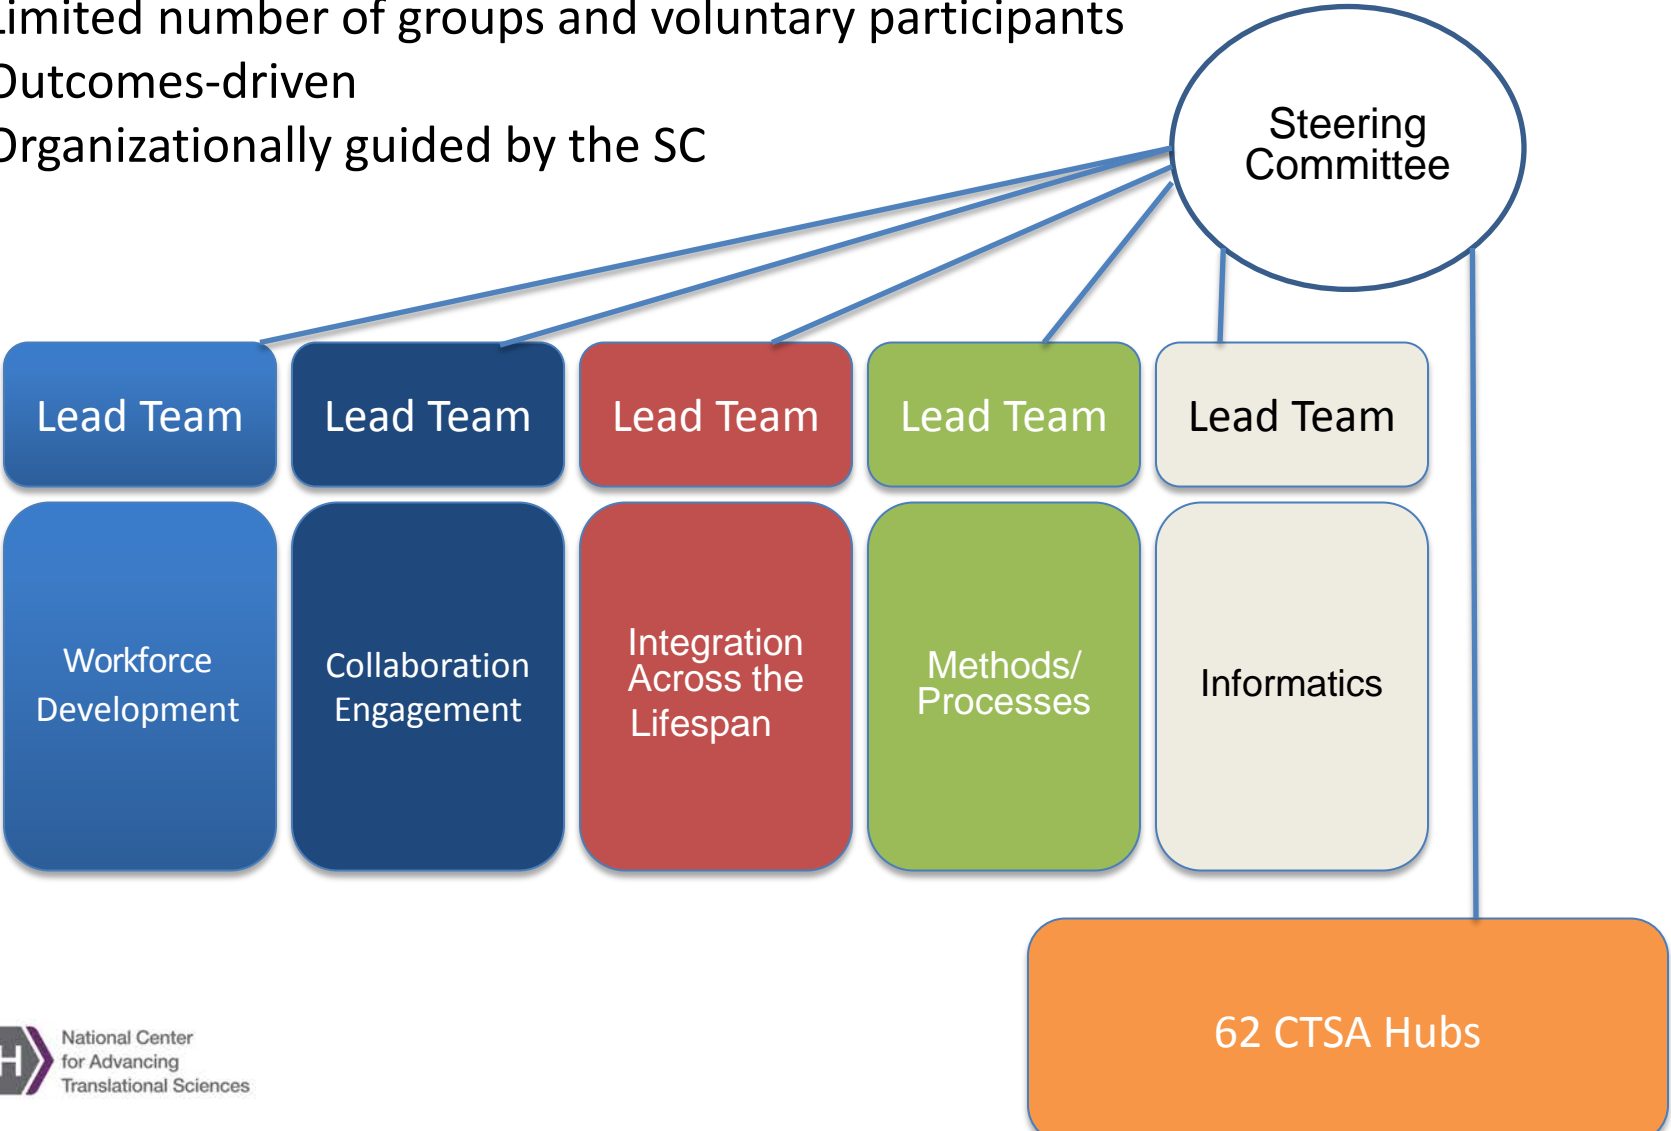 Limited number of groups and voluntary participants
Outcomes-driven
Organizationally guided by the SC
Steering
Committee
Lead Team
Lead Team
Lead Team
Lead Team
Lead Team
Workforce
Development
Collaboration
Engagement
Integration
Across the
Lifespan
Methods/
Processes
Informatics
62 CTSA Hubs
H
National Center
for Advancing
Translational Sciences